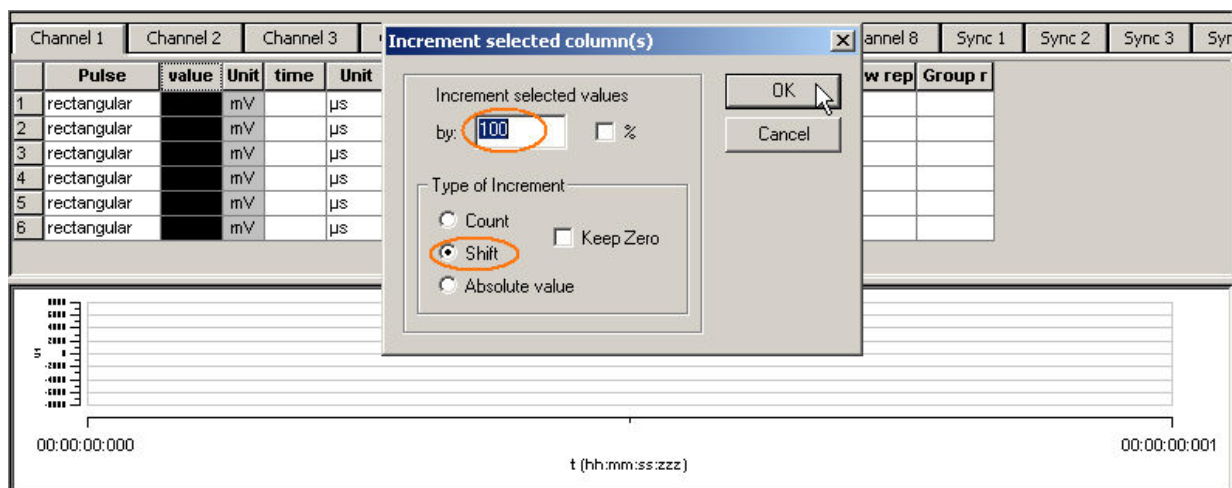 Channel 1 Channel 2 Channel 3 Increment selected column(s) annel 8 Sync 1 Sync 2 Sync 3 Syn
Pulse value Unit time Unit w rep Group r
1 rectangular mV µs
2 rectangular mV µs
3 rectangular mV µs
4 rectangular mV µs
5 rectangular mV µs
6 rectangular mV µs
Increment selected values
by: 100 %
OK
Cancel
Type of Increment
Count
Shift
Keep Zero
Absolute value
00:00:00:000 00:00:00:001
t (hh:mm:ss:zzz)